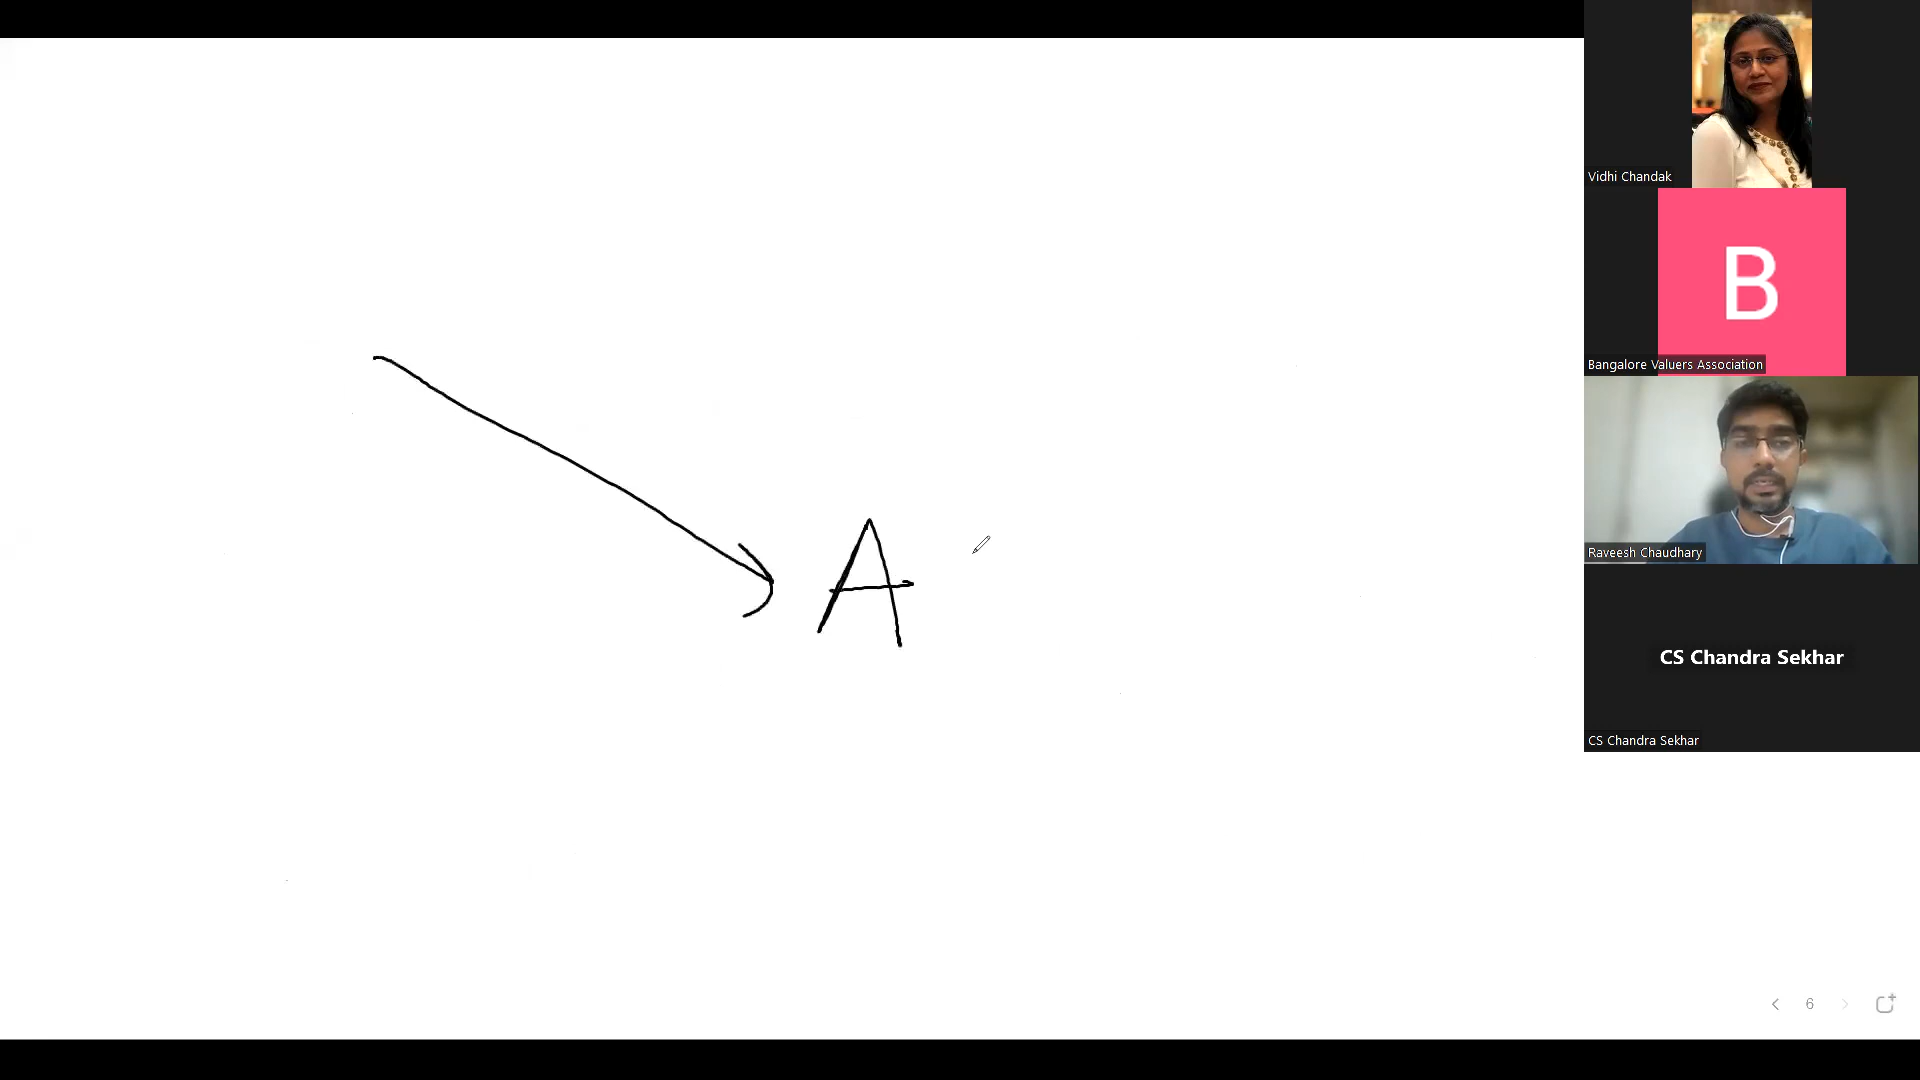 A
Vidhi Chandak
B
Bangalore Valuers Association
Raveesh Chaudhary
CS Chandra Sekhar
CS Chandra Sekhar
6